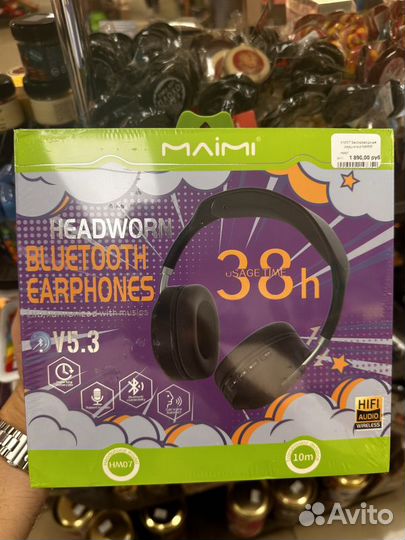 MAIMI
1 890,00 руб
HEADWORN
BLUETOOTH
EARPHONES
V5.3
USAGE TIME
38h
HIFI
AUDIO
WIRELESS
HM07
10m
Avito